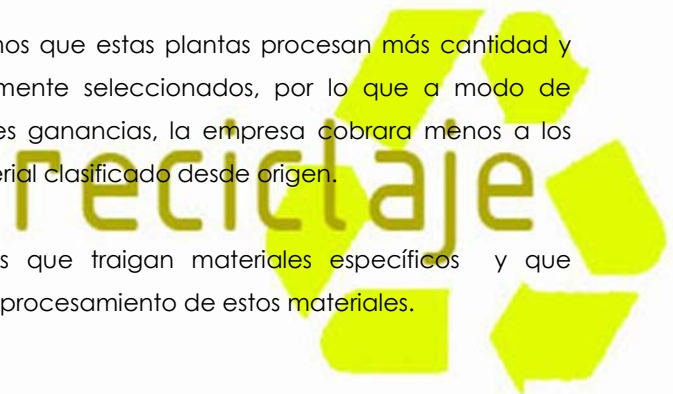 nos que estas plantas procesan más cantidad y
mente seleccionados, por lo que a modo de
es ganancias, la empresa cobrara menos a los
erial clasificado desde origen.
reciclaje
s que traigan materiales específicos y que
procesamiento de estos materiales.